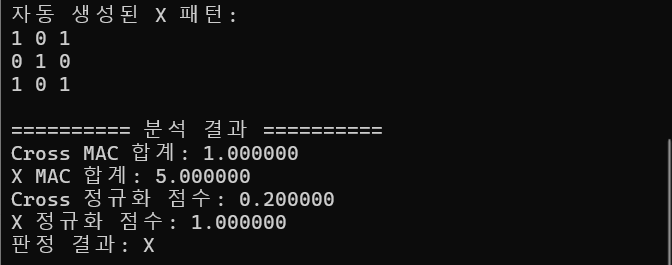 자동 생성된 X 패턴:
1 0 1
0 1 0
1 0 1
========== 분석 결과 ==========
Cross MAC 합계: 1.000000
X MAC 합계: 5.000000
Cross 정규화 점수: 0.200000
X 정규화 점수: 1.000000
판정 결과: X